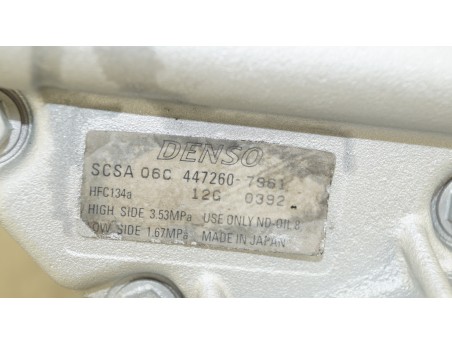 DENSO
SCSA 06C 447260-7961
HFC134a 12G 0392
HIGH SIDE 3.53MPa USE ONLY ND-OIL8
LOW SIDE 1.67MPa MADE IN JAPAN